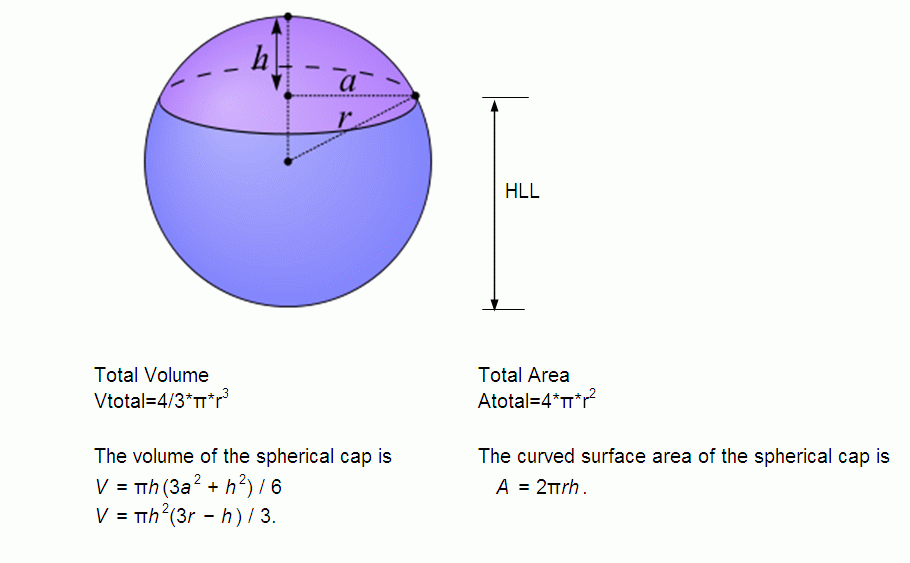 h
a
r
HLL
Total Volume
Vtotal=4/3*π*r³
Total Area
Atotal=4*π*r²
The volume of the spherical cap is
V = πh(3a² + h²) / 6
V = πh²(3r − h) / 3.
The curved surface area of the spherical cap is
A = 2πrh.